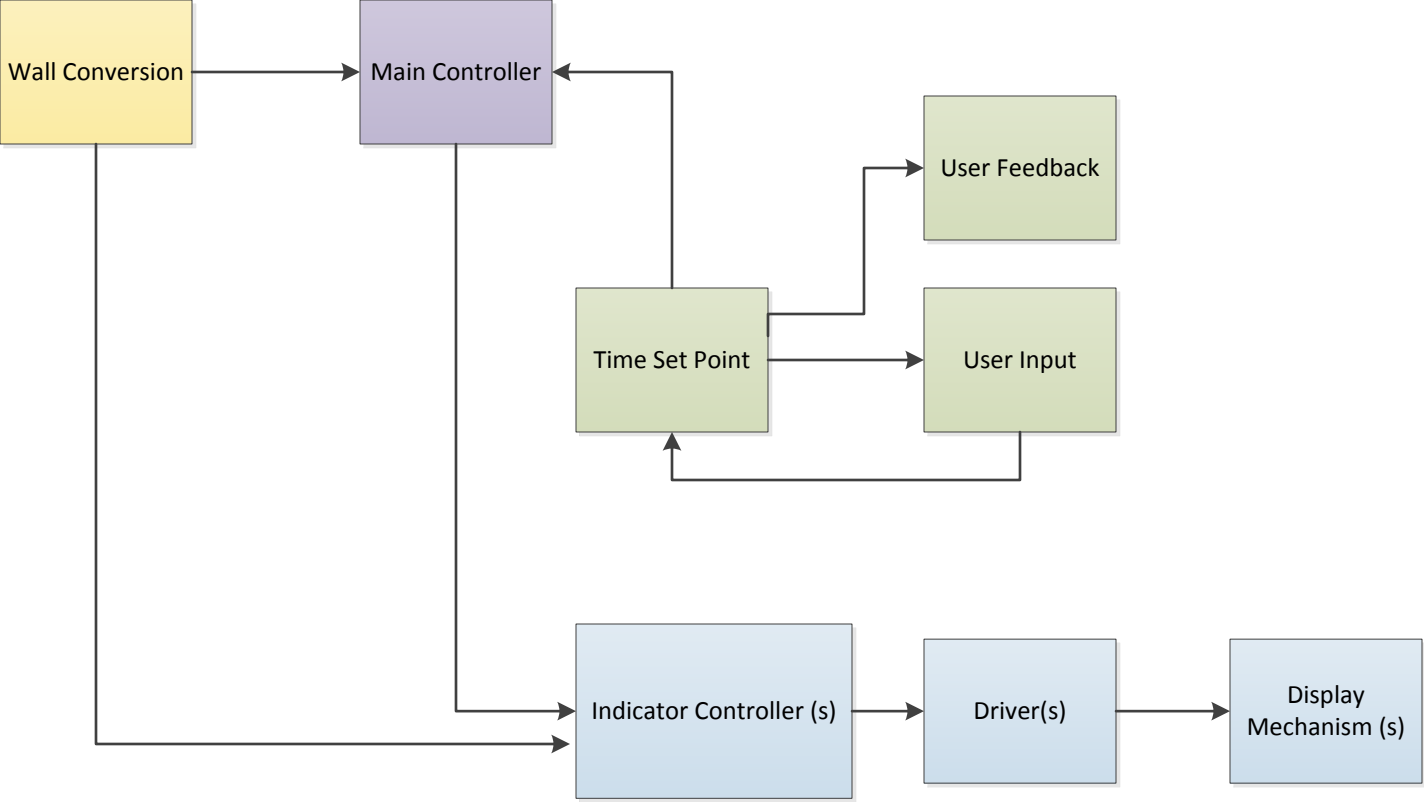 Wall Conversion
Main Controller
User Feedback
Time Set Point
User Input
Indicator Controller (s)
Driver(s)
Display
Mechanism (s)